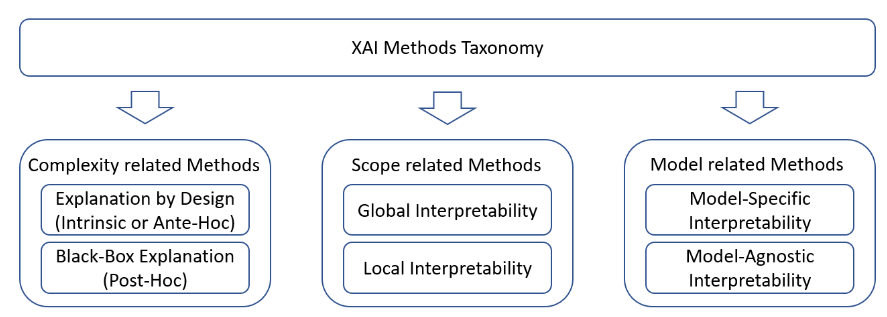 XAI Methods Taxonomy
Complexity related Methods
Explanation by Design
(Intrinsic or Ante-Hoc)
Black-Box Explanation
(Post-Hoc)
Scope related Methods
Global Interpretability
Local Interpretability
Model related Methods
Model-Specific
Interpretability
Model-Agnostic
Interpretability